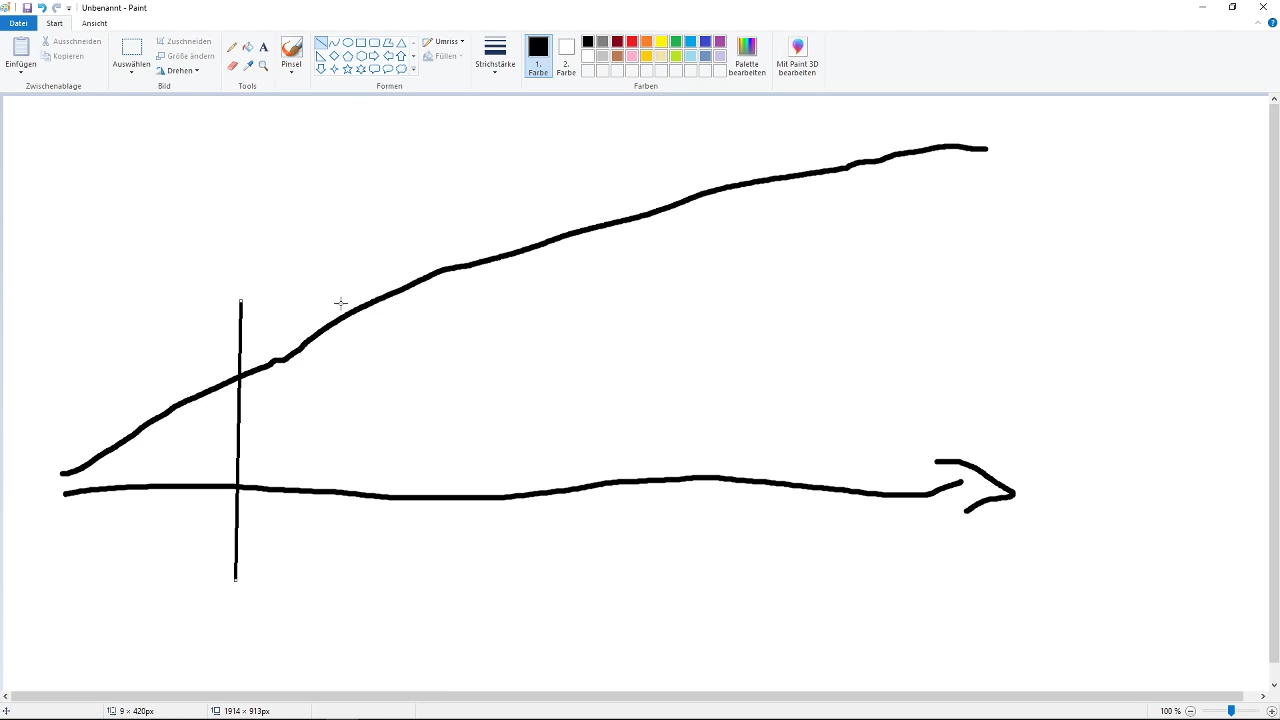 Unbenannt - Paint
Datei Start Ansicht
Einfügen
Ausschneiden
Kopieren
Zwischenablage
Auswählen
Zuschneiden
Größe ändern
Drehen
Bild
Tools
Pinsel
Umriss
Füllen
Formen
Strichstärke
1.
Farbe
2.
Farbe
Palette
bearbeiten
Farben
Mit Paint 3D
bearbeiten
9 × 420px
1914 × 913px
100 %